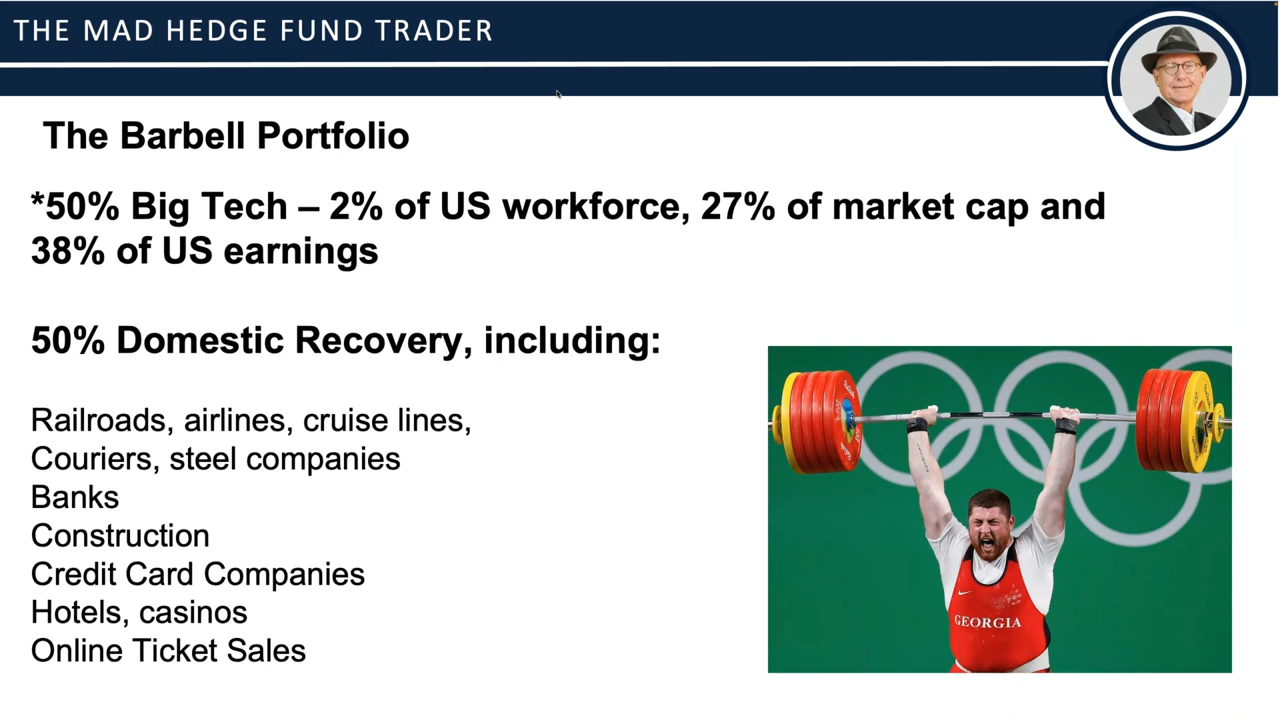 THE MAD HEDGE FUND TRADER
The Barbell Portfolio
*50% Big Tech – 2% of US workforce, 27% of market cap and
38% of US earnings
50% Domestic Recovery, including:
Railroads, airlines, cruise lines,
Couriers, steel companies
Banks
Construction
Credit Card Companies
Hotels, casinos
Online Ticket Sales
GEORGIA